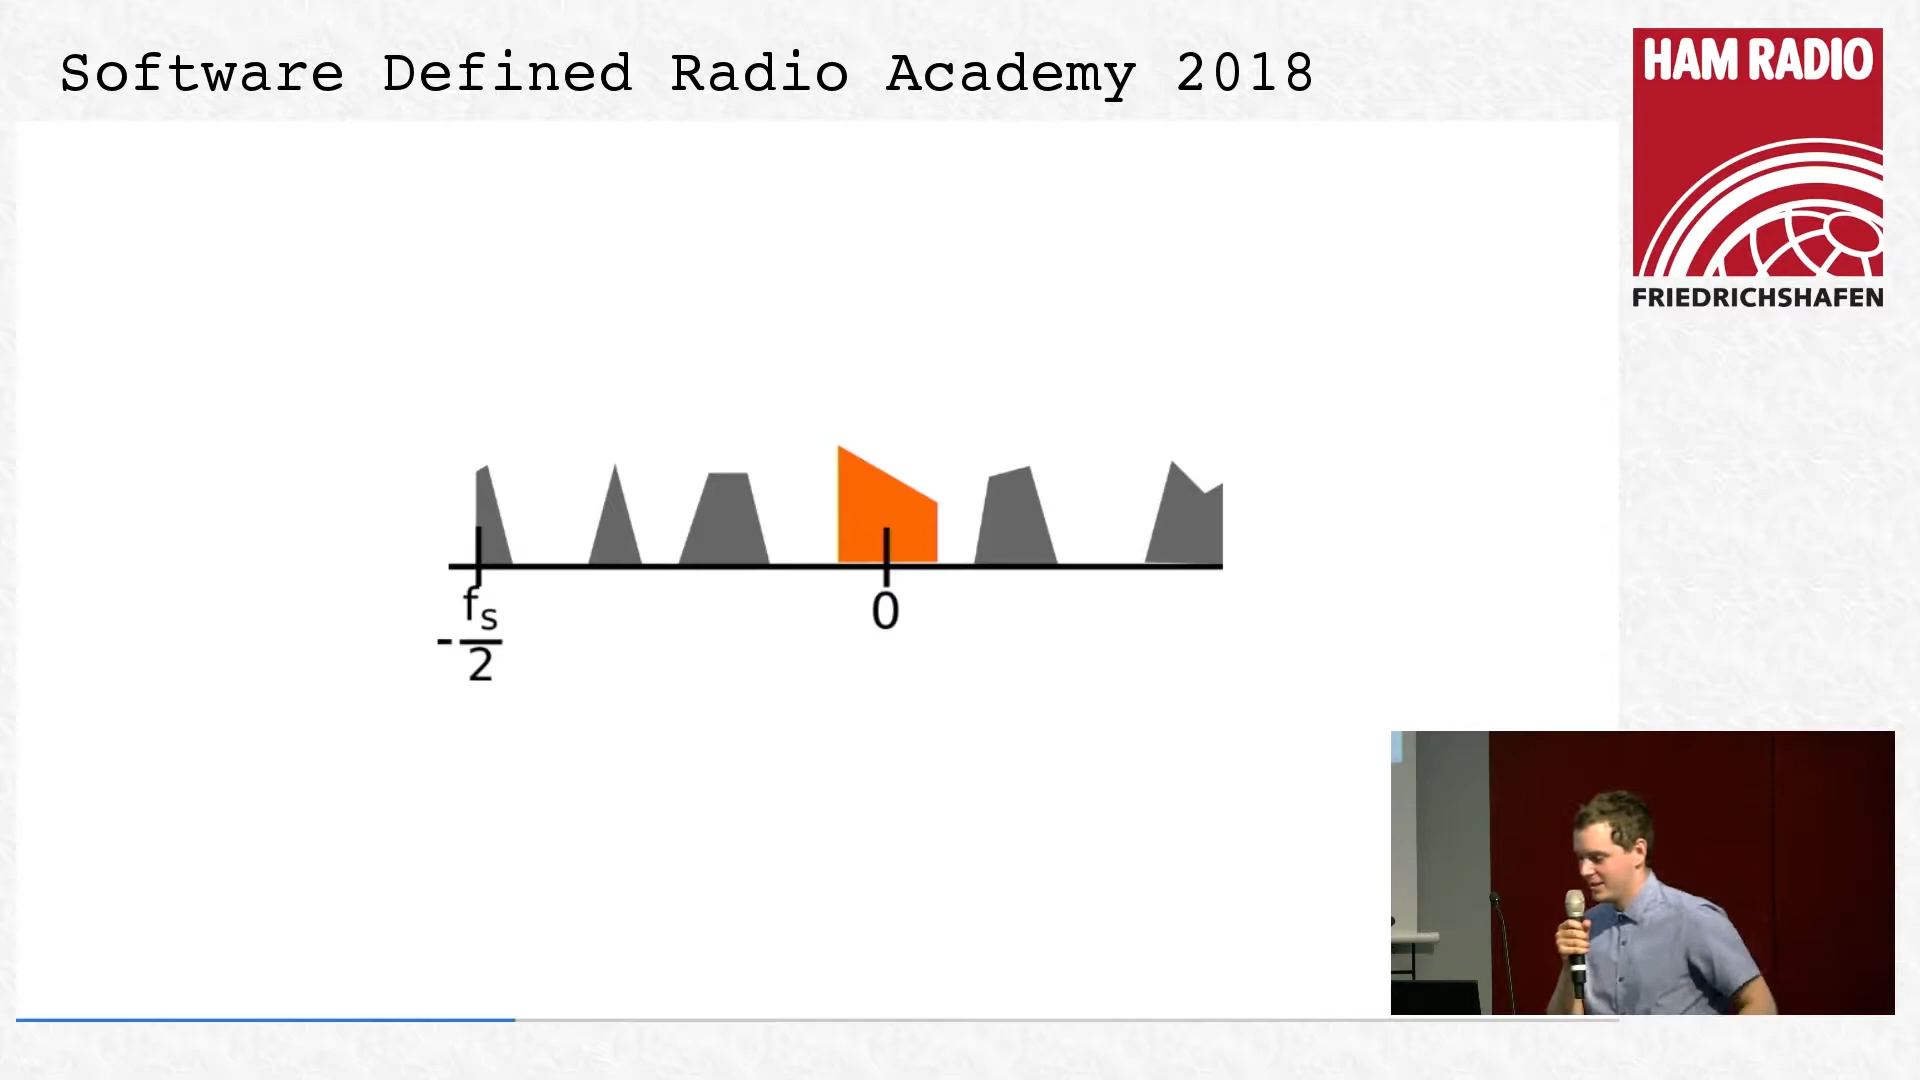 Software Defined Radio Academy 2018
HAM RADIO
FRIEDRICHSHAFEN
-fs/2
0